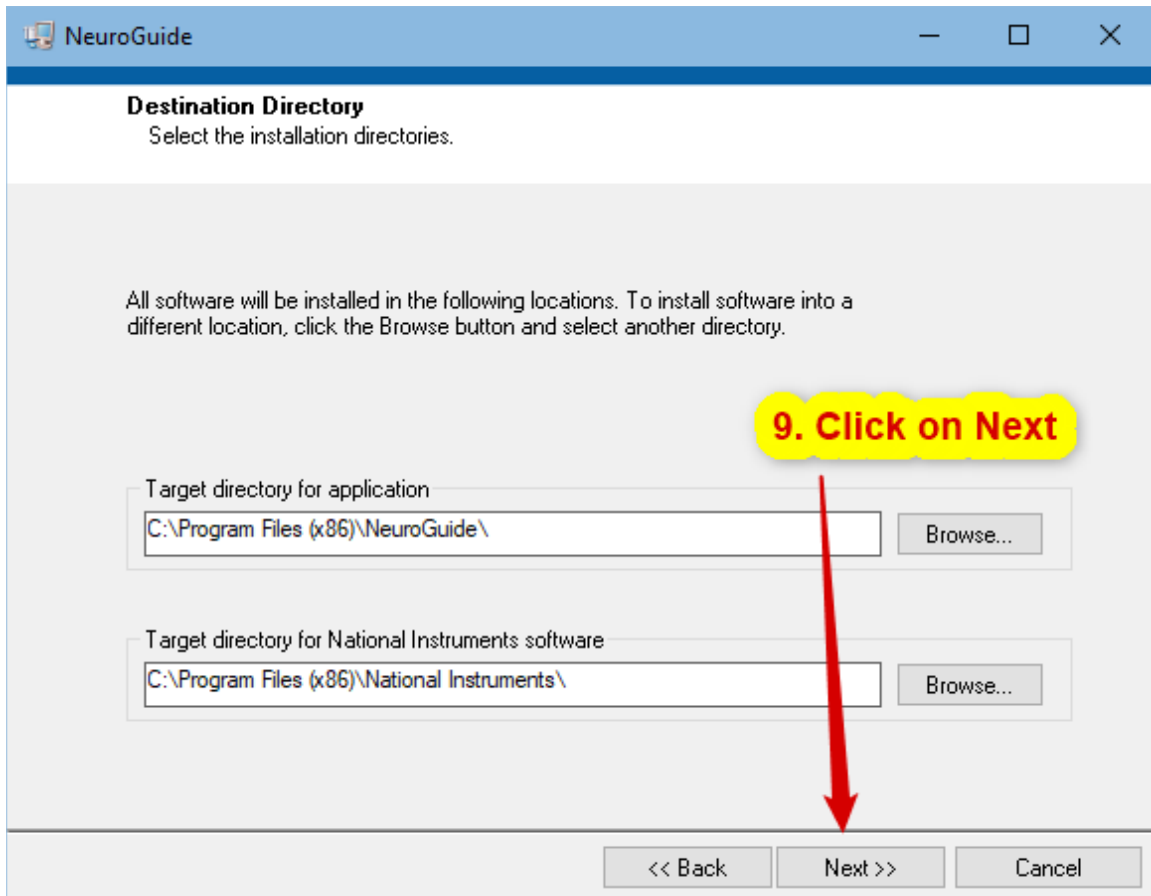 NeuroGuide
Destination Directory
Select the installation directories.
All software will be installed in the following locations. To install software into a
different location, click the Browse button and select another directory.
9. Click on Next
Target directory for application
C:\Program Files (x86)\NeuroGuide\
Browse...
Target directory for National Instruments software
C:\Program Files (x86)\National Instruments\
Browse...
<< Back
Next >>
Cancel